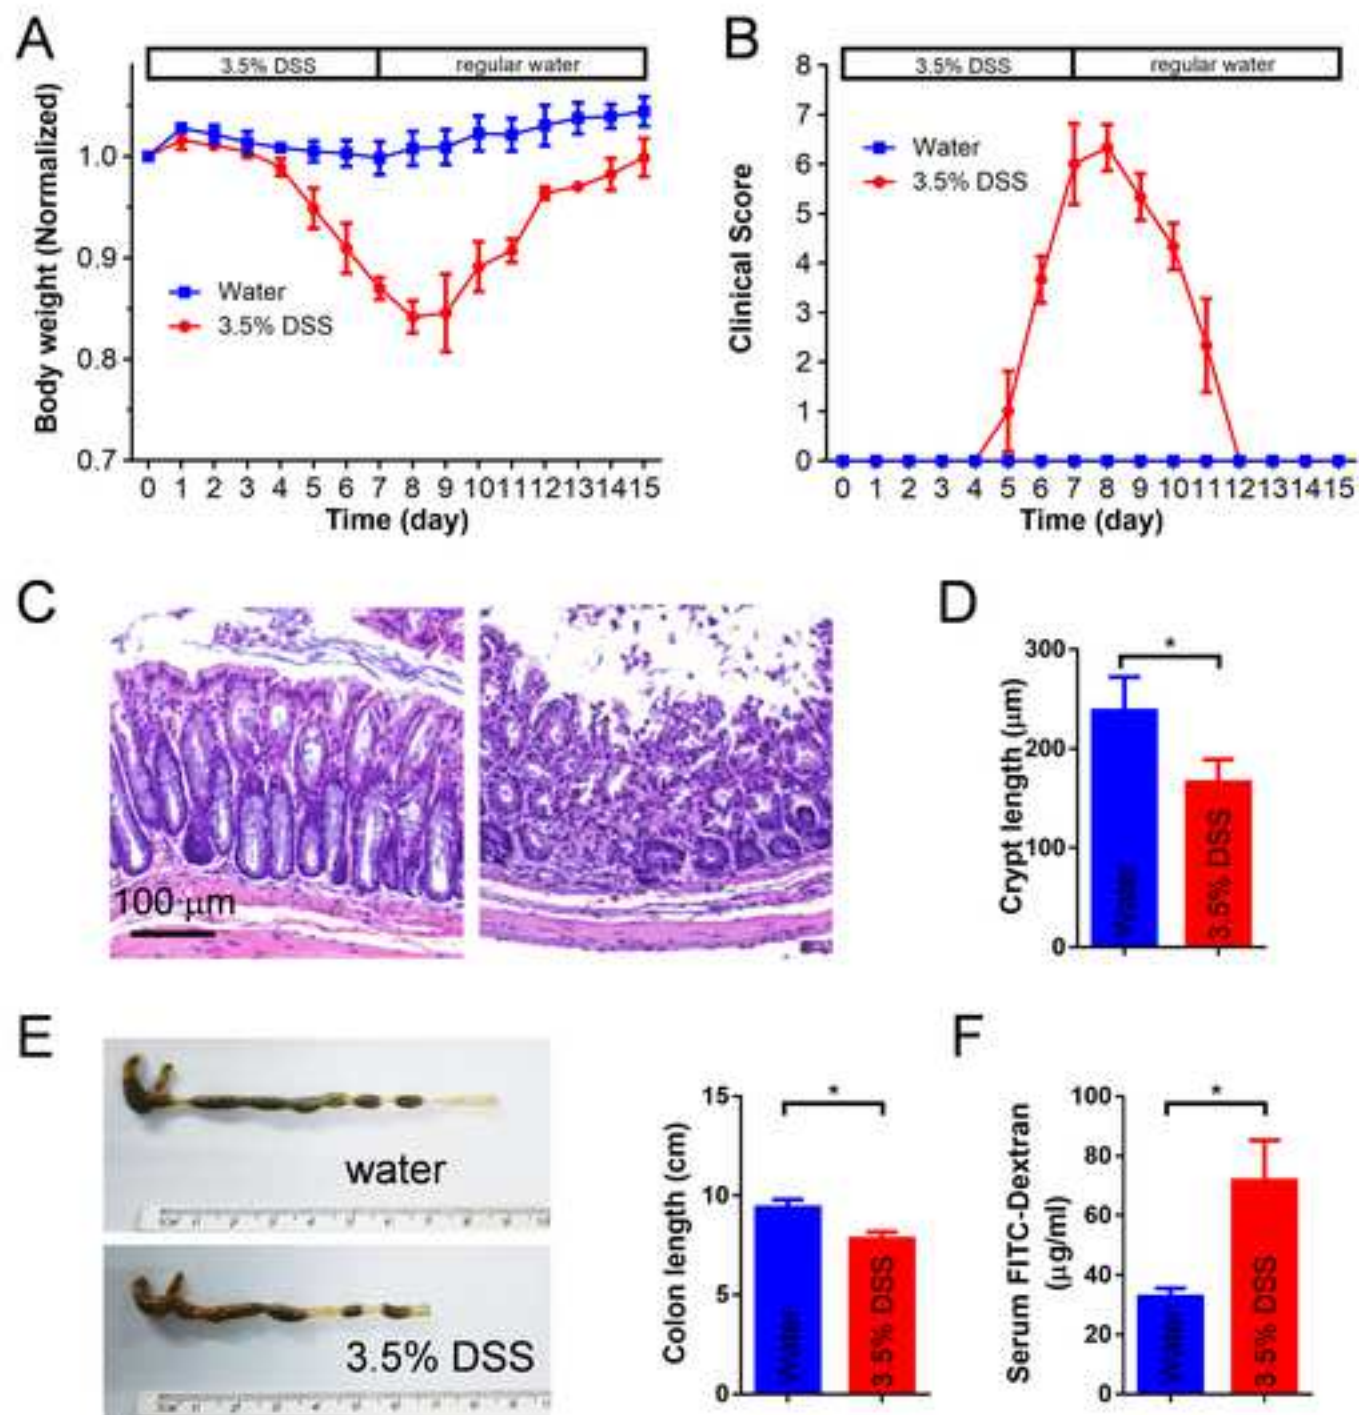 A
3.5% DSS
regular water
Body weight (Normalized)
1.0
0.9
0.8
0.7
Water
3.5% DSS
0 1 2 3 4 5 6 7 8 9 10 11 12 13 14 15
Time (day)
B
3.5% DSS
regular water
Clinical Score
8
7
6
5
4
3
2
1
0
Water
3.5% DSS
0 1 2 3 4 5 6 7 8 9 10 11 12 13 14 15
Time (day)
C
100 μm
D
Crypt length (μm)
300
200
100
0
*
Water
3.5% DSS
E
water
3.5% DSS
Colon length (cm)
15
10
5
0
*
Water
3.5% DSS
F
Serum FITC-Dextran
(μg/ml)
100
80
60
40
20
0
*
Water
3.5% DSS